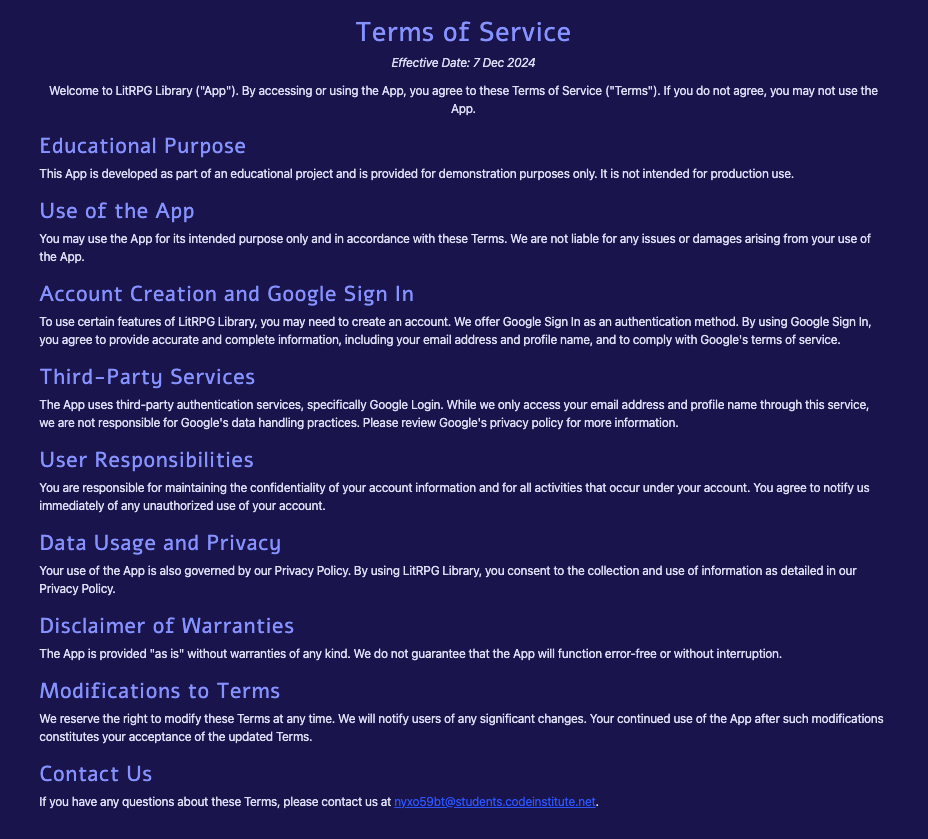 Terms of Service
Effective Date: 7 Dec 2024
Welcome to LitRPG Library ("App"). By accessing or using the App, you agree to these Terms of Service ("Terms"). If you do not agree, you may not use the
App.
Educational Purpose
This App is developed as part of an educational project and is provided for demonstration purposes only. It is not intended for production use.
Use of the App
You may use the App for its intended purpose only and in accordance with these Terms. We are not liable for any issues or damages arising from your use of
the App.
Account Creation and Google Sign In
To use certain features of LitRPG Library, you may need to create an account. We offer Google Sign In as an authentication method. By using Google Sign In,
you agree to provide accurate and complete information, including your email address and profile name, and to comply with Google's terms of service.
Third-Party Services
The App uses third-party authentication services, specifically Google Login. While we only access your email address and profile name through this service,
we are not responsible for Google's data handling practices. Please review Google's privacy policy for more information.
User Responsibilities
You are responsible for maintaining the confidentiality of your account information and for all activities that occur under your account. You agree to notify us
immediately of any unauthorized use of your account.
Data Usage and Privacy
Your use of the App is also governed by our Privacy Policy. By using LitRPG Library, you consent to the collection and use of information as detailed in our
Privacy Policy.
Disclaimer of Warranties
The App is provided "as is" without warranties of any kind. We do not guarantee that the App will function error-free or without interruption.
Modifications to Terms
We reserve the right to modify these Terms at any time. We will notify users of any significant changes. Your continued use of the App after such modifications
constitutes your acceptance of the updated Terms.
Contact Us
If you have any questions about these Terms, please contact us at nyxo59bt@students.codeinstitute.net.